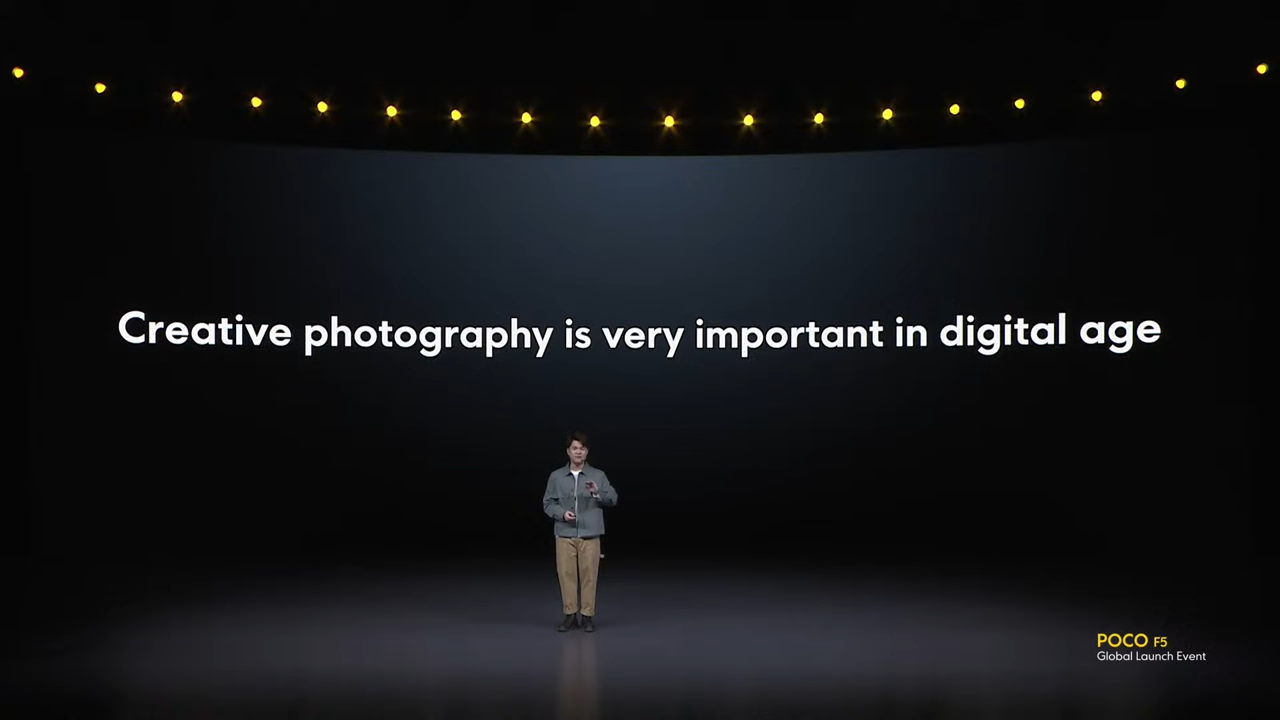 Creative photography is very important in digital age
POCO F5
Global Launch Event